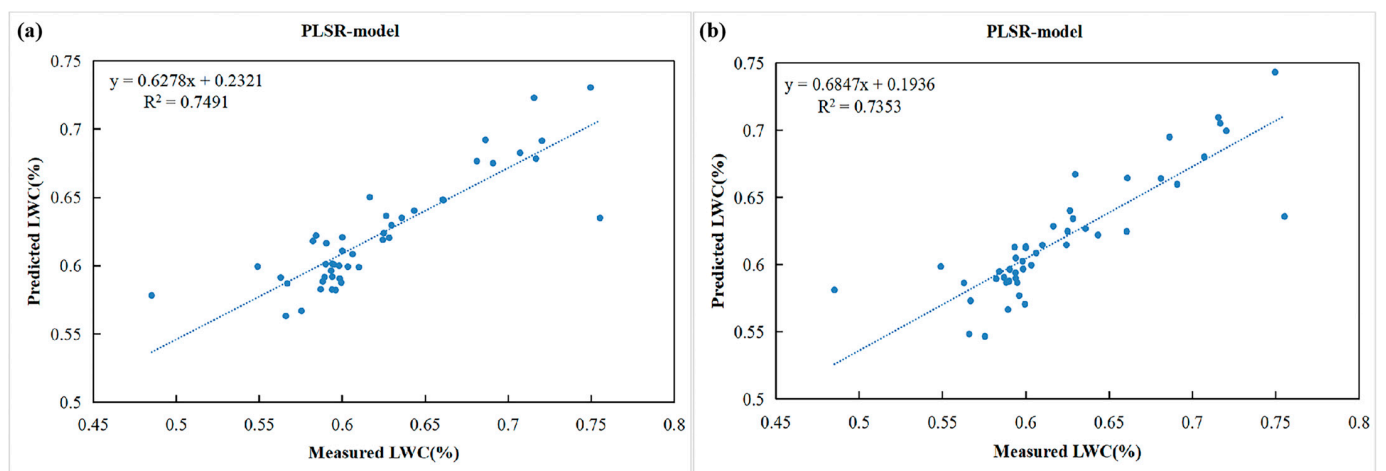 (a)
PLSR-model
y = 0.6278x + 0.2321
R² = 0.7491
Predicted LWC(%)
0.75
0.7
0.65
0.6
0.55
0.5
0.45 0.5 0.55 0.6 0.65 0.7 0.75 0.8
Measured LWC(%)
(b)
PLSR-model
y = 0.6847x + 0.1936
R² = 0.7353
Predicted LWC(%)
0.75
0.7
0.65
0.6
0.55
0.5
0.45 0.5 0.55 0.6 0.65 0.7 0.75 0.8
Measured LWC(%)